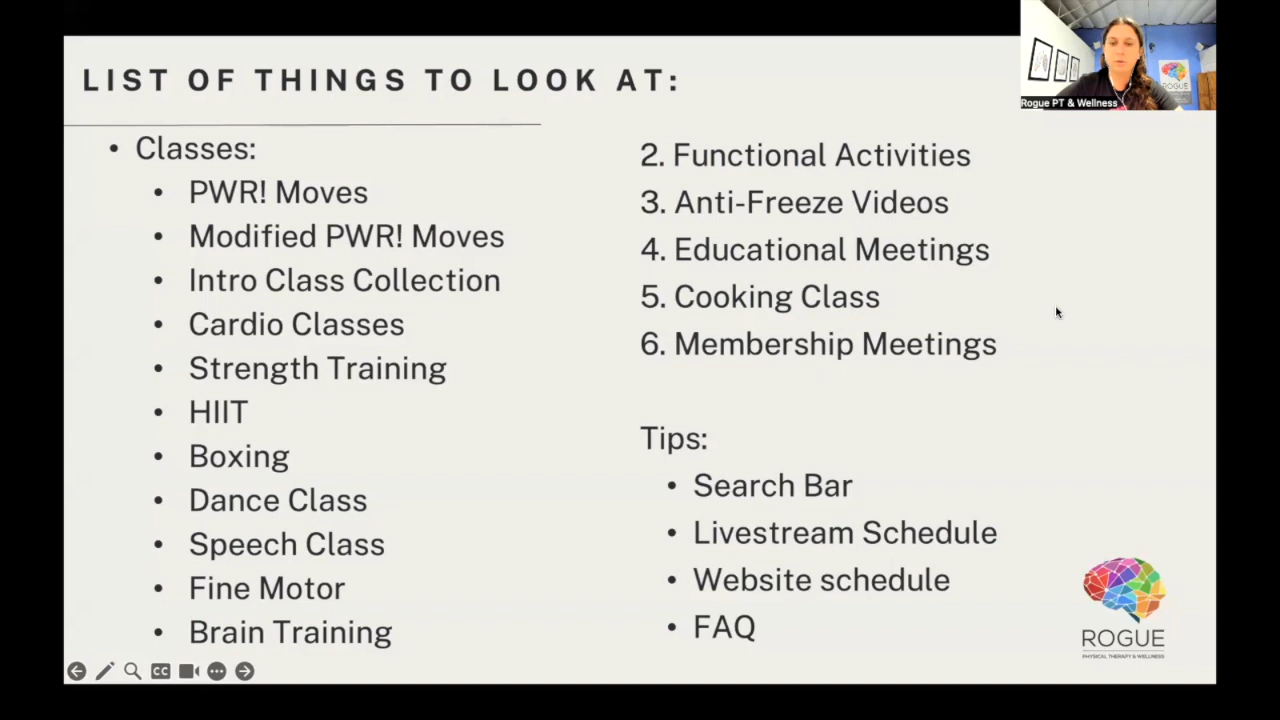 LIST OF THINGS TO LOOK AT:
• Classes:
• PWR! Moves
• Modified PWR! Moves
• Intro Class Collection
• Cardio Classes
• Strength Training
• HIIT
• Boxing
• Dance Class
• Speech Class
• Fine Motor
• Brain Training
2. Functional Activities
3. Anti-Freeze Videos
4. Educational Meetings
5. Cooking Class
6. Membership Meetings
Tips:
• Search Bar
• Livestream Schedule
• Website schedule
• FAQ
ROGUE
PHYSICAL THERAPY & WELLNESS
CC
ROGUE
Rogue PT & Wellness